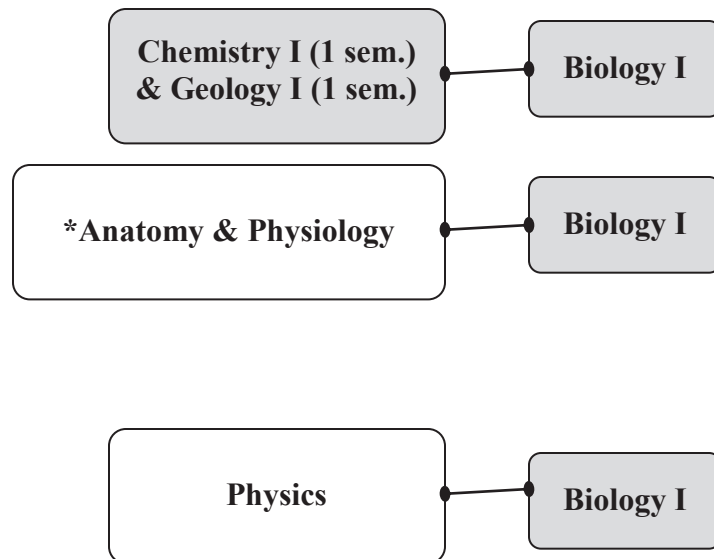 Chemistry I (1 sem.)
& Geology I (1 sem.)
Biology I
*Anatomy & Physiology
Biology I
Physics
Biology I